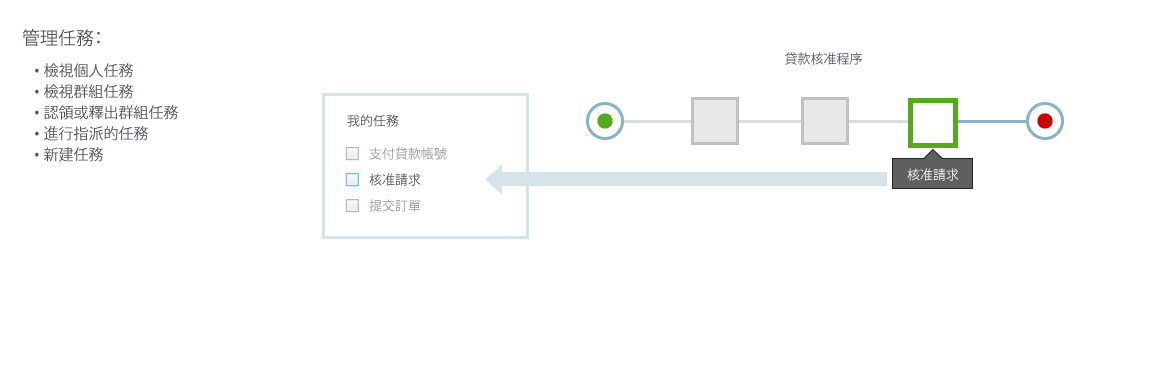 管理任務：
• 檢視個人任務
• 檢視群組任務
• 認領或釋出群組任務
• 進行指派的任務
• 新建任務
我的任務
支付貸款帳號
核准請求
提交訂單
貸款核准程序
核准請求